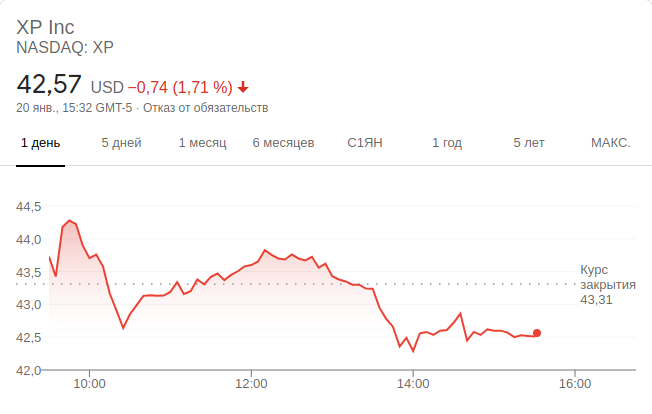 XP Inc
NASDAQ: XP
42,57 USD −0,74 (1,71 %)
20 янв., 15:32 GMT-5 · Отказ от обязательств
1 день 5 дней 1 месяц 6 месяцев С1ЯН 1 год 5 лет МАКС.
44,5
44,0
43,5
43,0
42,5
42,0
Курс
закрытия
43,31
10:00 12:00 14:00 16:00